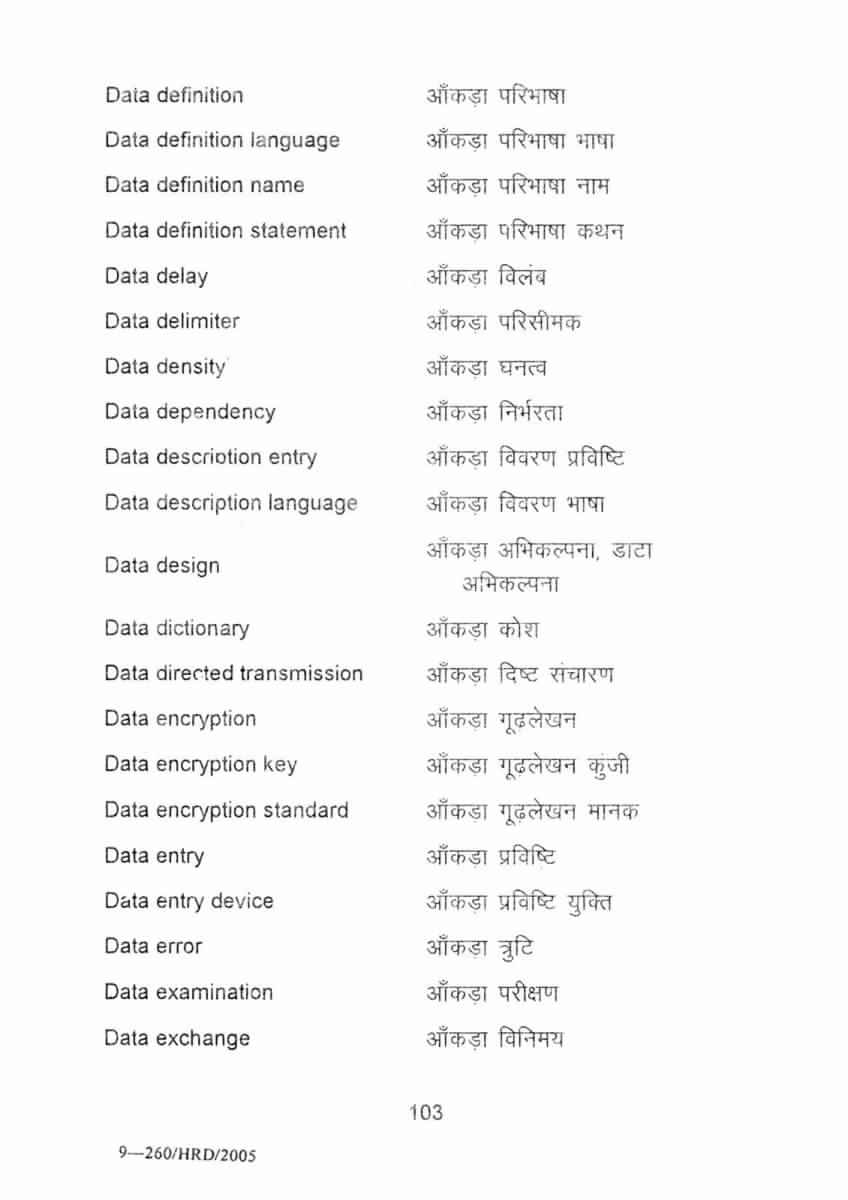 Data definition आँकड़ा परिभाषा
Data definition language आँकड़ा परिभाषा भाषा
Data definition name आँकड़ा परिभाषा नाम
Data definition statement आँकड़ा परिभाषा कथन
Data delay आँकड़ा विलंब
Data delimiter आँकड़ा परिसीमक
Data density आँकड़ा घनत्व
Data dependency आँकड़ा निर्भरता
Data description entry आँकड़ा विवरण प्रविष्टि
Data description language आँकड़ा विवरण भाषा
Data design आँकड़ा अभिकल्पना, डाटा
अभिकल्पना
Data dictionary आँकड़ा कोश
Data directed transmission आँकड़ा दिष्ट संचारण
Data encryption आँकड़ा गूढ़लेखन
Data encryption key आँकड़ा गूढ़लेखन कुंजी
Data encryption standard आँकड़ा गूढ़लेखन मानक
Data entry आँकड़ा प्रविष्टि
Data entry device आँकड़ा प्रविष्टि युक्ति
Data error आँकड़ा त्रुटि
Data examination आँकड़ा परीक्षण
Data exchange आँकड़ा विनिमय
103
9—260/HRD/2005